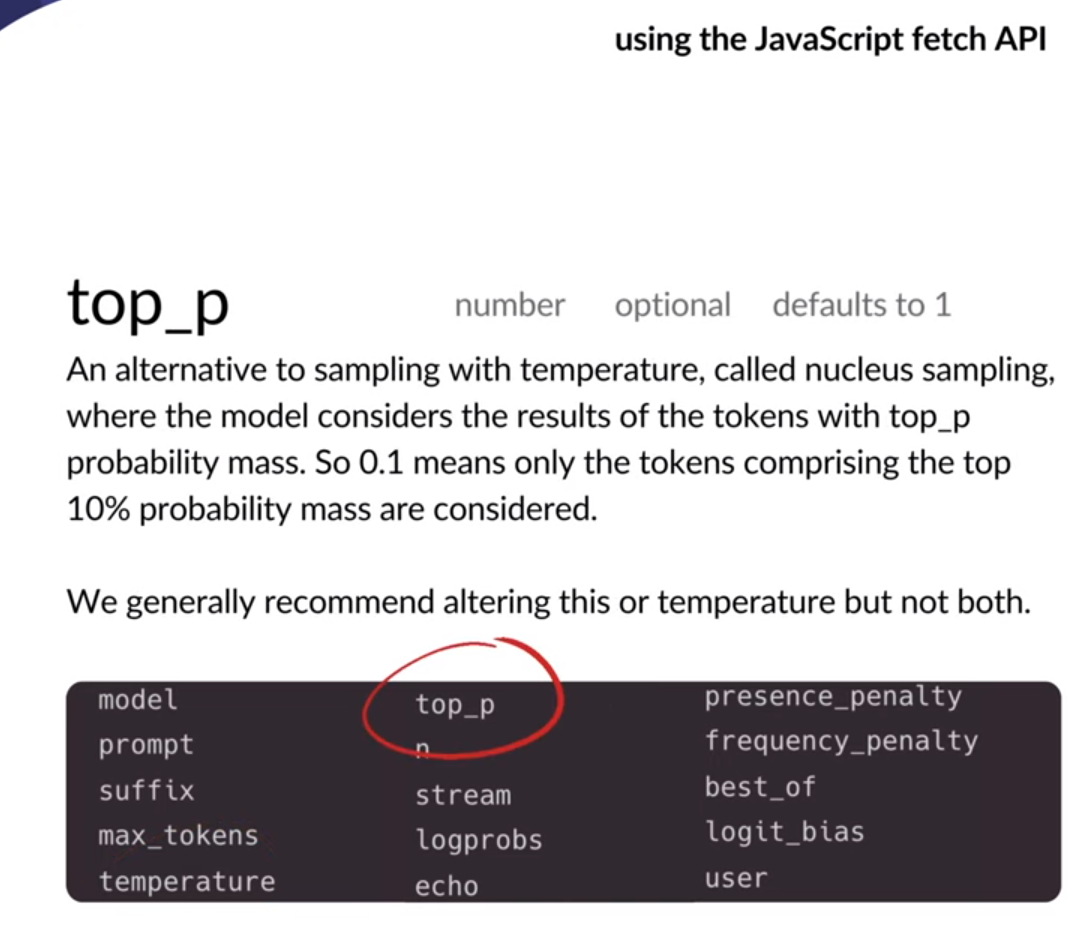 using the JavaScript fetch API
top_p number optional defaults to 1
An alternative to sampling with temperature, called nucleus sampling,
where the model considers the results of the tokens with top_p
probability mass. So 0.1 means only the tokens comprising the top
10% probability mass are considered.
We generally recommend altering this or temperature but not both.
model
prompt
suffix
max_tokens
temperature
top_p
n
stream
logprobs
echo
presence_penalty
frequency_penalty
best_of
logit_bias
user